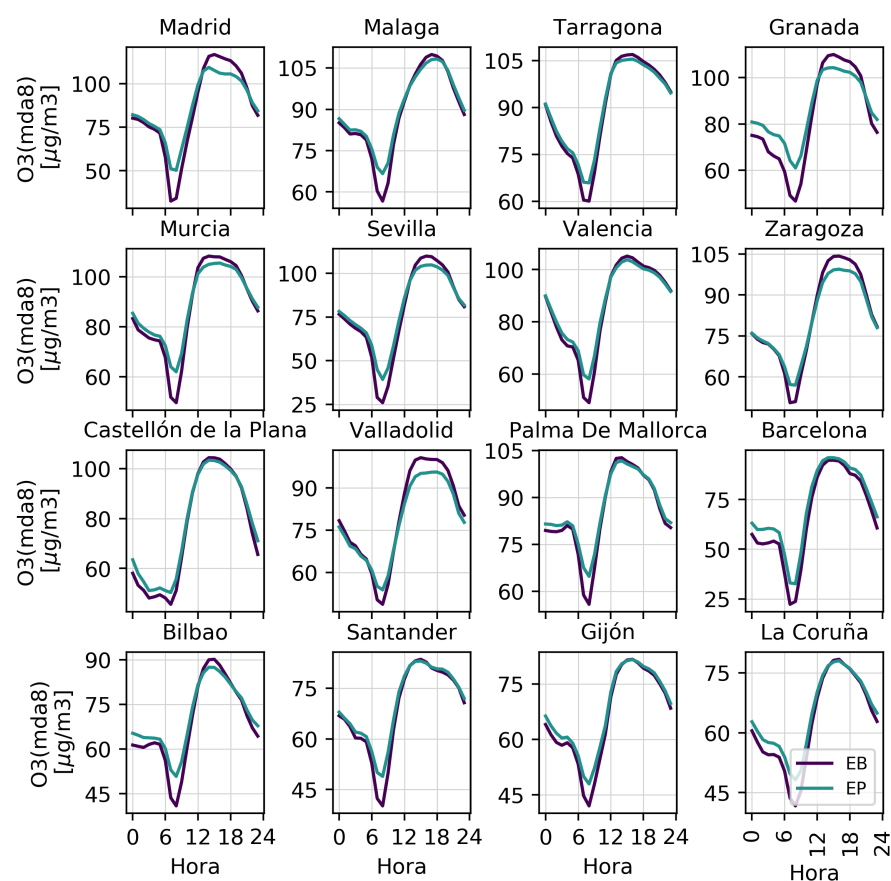 Madrid Malaga Tarragona Granada
O3(mda8)
[µg/m3]
100
75
50
105
90
75
60
105
90
75
60
100
80
60
Murcia Sevilla Valencia Zaragoza
O3(mda8)
[µg/m3]
100
80
60
100
75
50
25
100
80
60
105
90
75
60
Castellón de la Plana Valladolid Palma De Mallorca Barcelona
O3(mda8)
[µg/m3]
100
80
60
90
75
60
105
90
75
60
75
50
25
Bilbao Santander Gijón La Coruña
O3(mda8)
[µg/m3]
90
75
60
45
75
60
45
75
60
45
75
60
45
EB
EP
0 6 12 18 24
0 6 12 18 24
0 6 12 18 24
0 6 12 18 24
Hora Hora Hora Hora